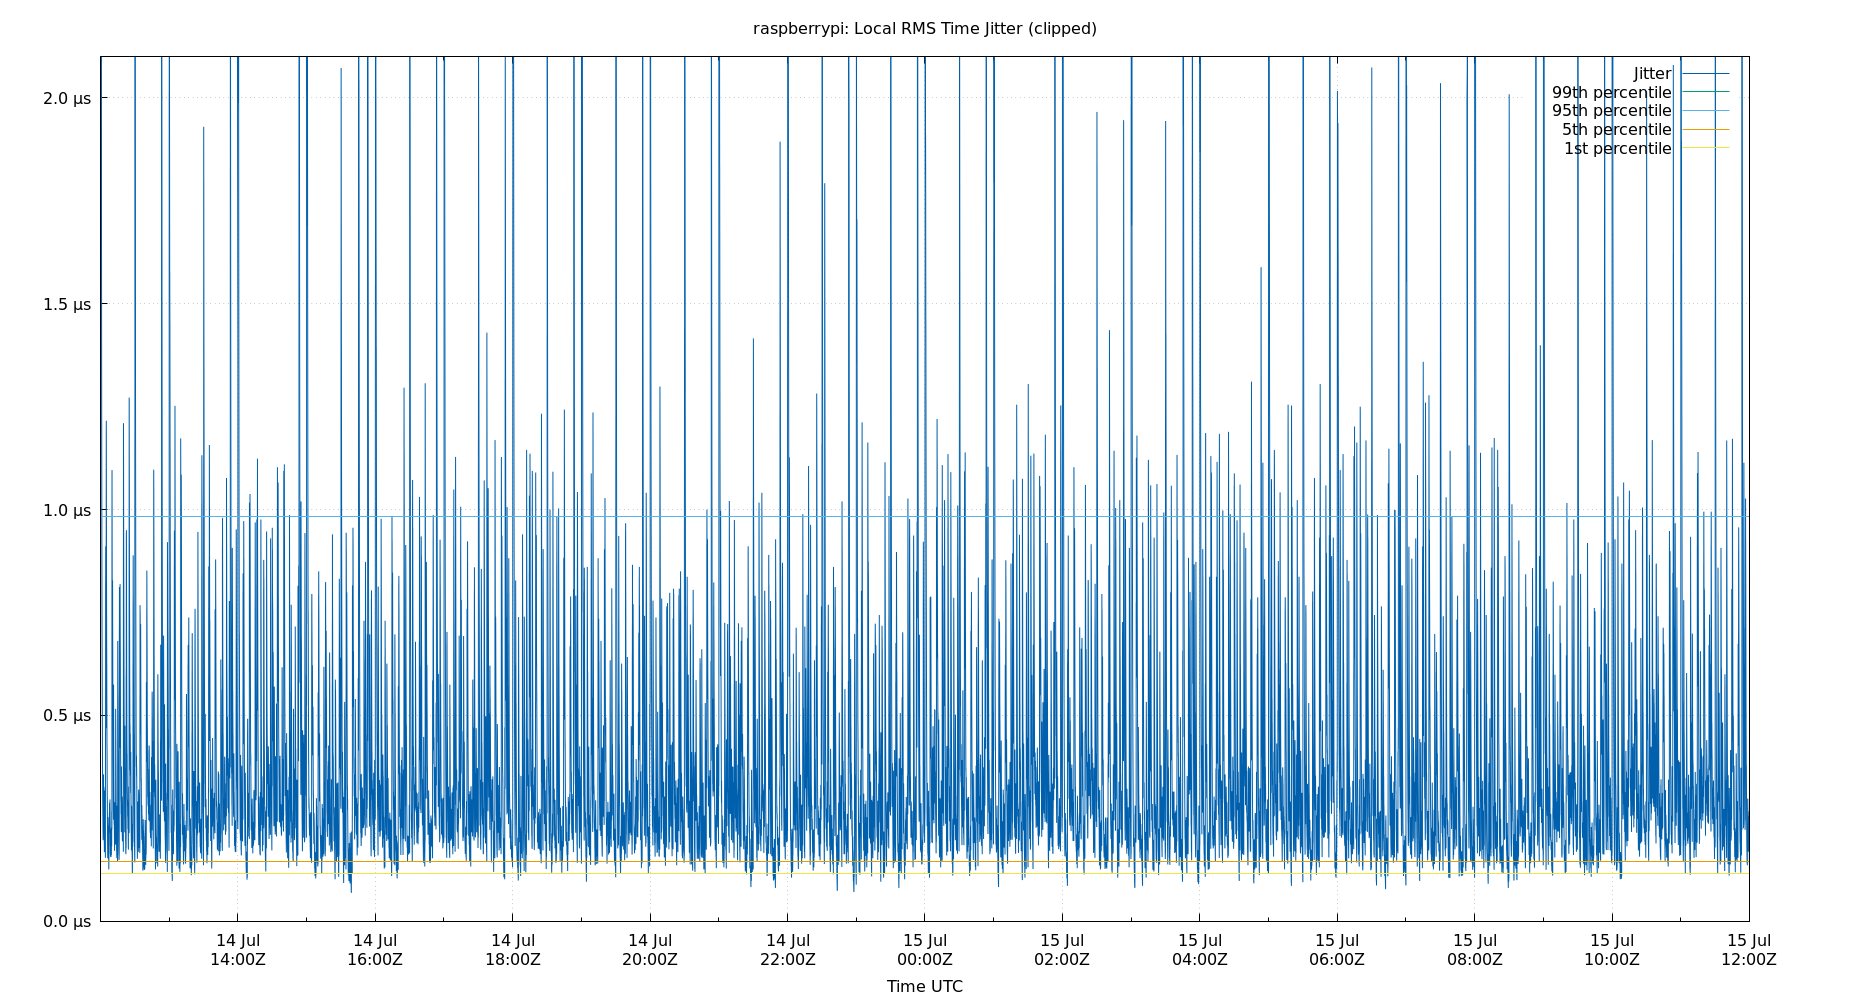 raspberrypi: Local RMS Time Jitter (clipped)
Jitter
99th percentile
95th percentile
5th percentile
1st percentile
2.0 µs
1.5 µs
1.0 µs
0.5 µs
0.0 µs
14 Jul 14 Jul 14 Jul 14 Jul 14 Jul 15 Jul 15 Jul 15 Jul 15 Jul 15 Jul 15 Jul 15 Jul
14:00Z 16:00Z 18:00Z 20:00Z 22:00Z 00:00Z 02:00Z 04:00Z 06:00Z 08:00Z 10:00Z 12:00Z
Time UTC